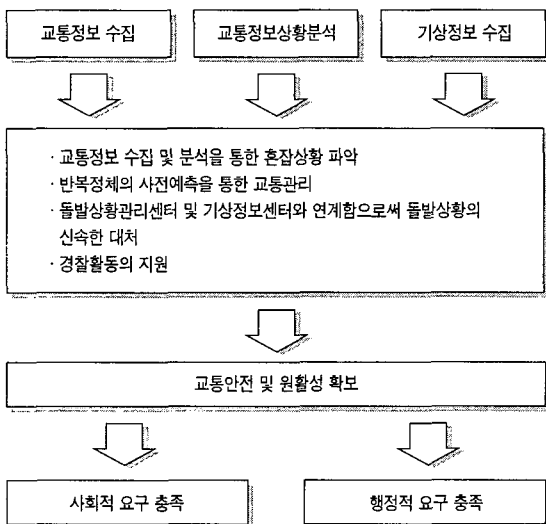 교통정보 수집
교통정보상황분석
기상정보 수집
· 교통정보 수집 및 분석을 통한 혼잡상황 파악
· 반복정체의 사전예측을 통한 교통관리
· 돌발상황관리센터 및 기상정보센터와 연계함으로써 돌발상황의
신속한 대처
· 경찰활동의 지원
교통안전 및 원활성 확보
사회적 요구 충족
행정적 요구 충족